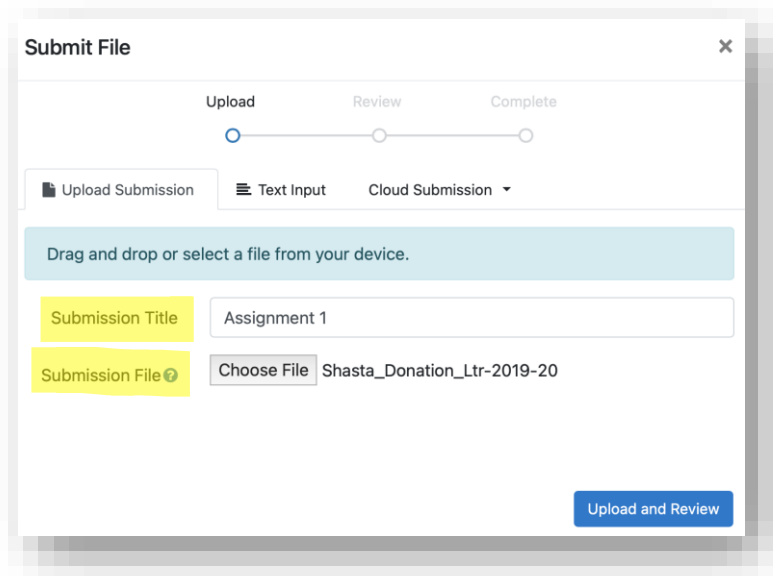 Submit File ×
Upload Review Complete
Upload Submission Text Input Cloud Submission
Drag and drop or select a file from your device.
Submission Title Assignment 1
Submission File ? Choose File Shasta_Donation_Ltr-2019-20
Upload and Review